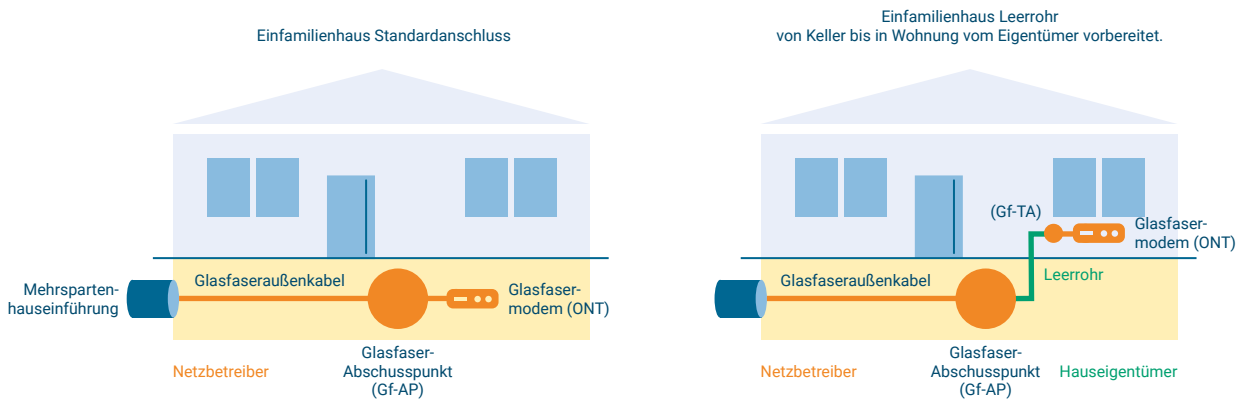 Einfamilienhaus Standardanschluss
Glasfaseraußenkabel
Mehrsparten-
hauseinführung
Glasfaser-
modem (ONT)
Netzbetreiber
Glasfaser-
Abschusspunkt
(Gf-AP)
Einfamilienhaus Leerrohr
von Keller bis in Wohnung vom Eigentümer vorbereitet.
(Gf-TA)
Glasfaser-
modem (ONT)
Glasfaseraußenkabel
Leerrohr
Netzbetreiber
Glasfaser-
Abschusspunkt
(Gf-AP)
Hauseigentümer